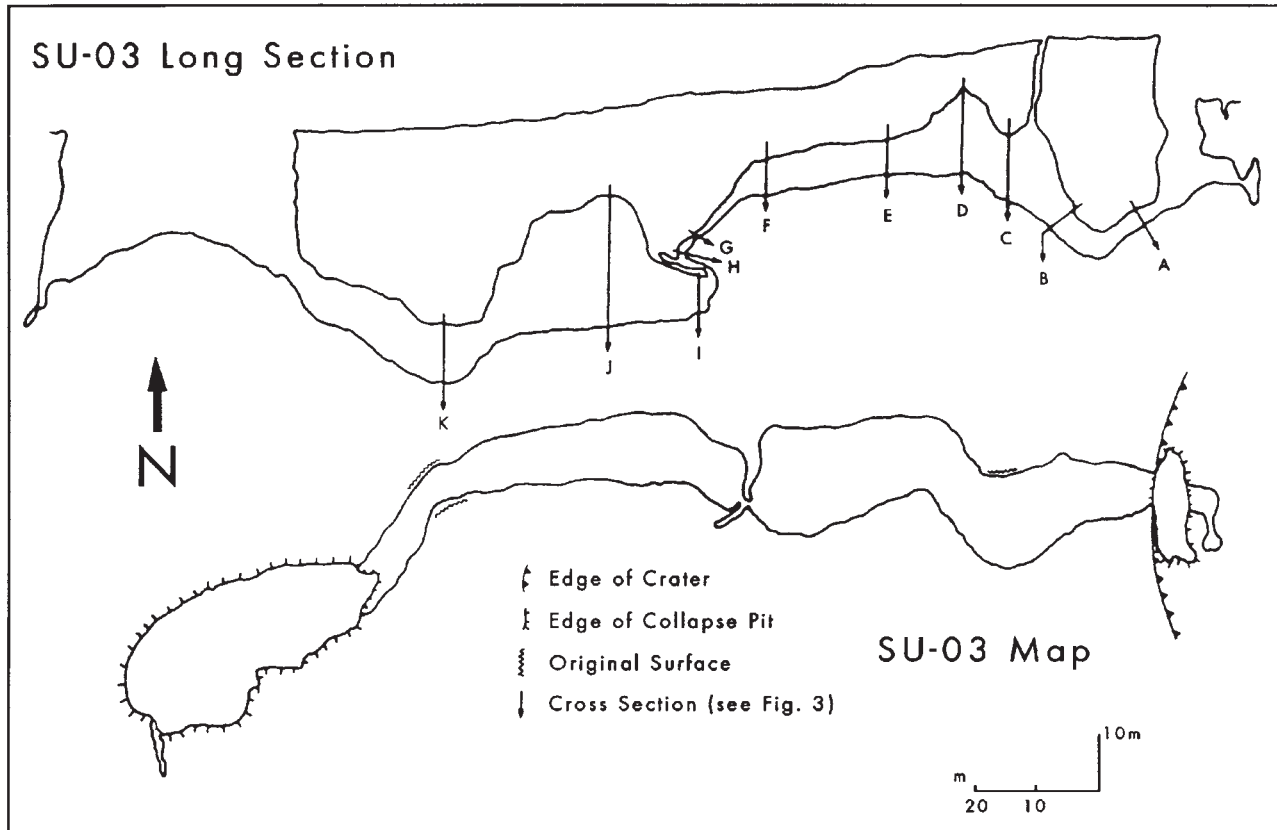 SU-03 Long Section
A
B
C
D
E
F
G
H
I
J
K
N
Edge of Crater
Edge of Collapse Pit
Original Surface
Cross Section (see Fig. 3)
SU-03 Map
10m
m
20 10